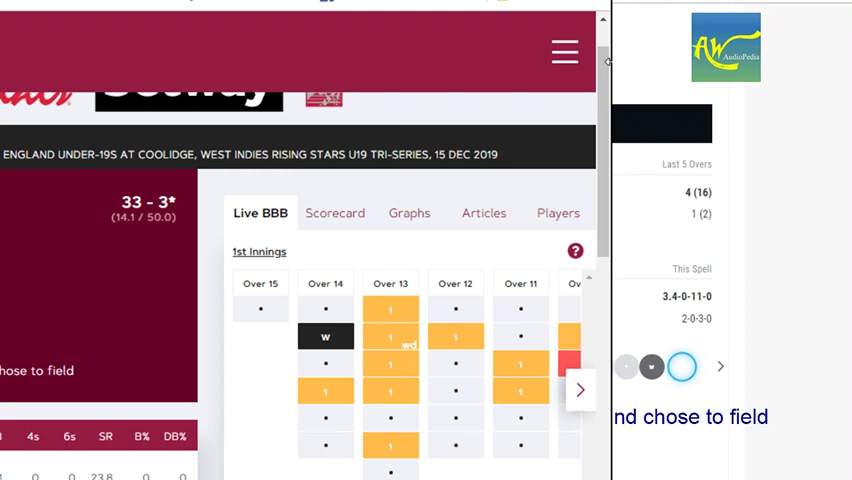 AW
AudioPedia
ENGLAND UNDER-19S AT COOLIDGE, WEST INDIES RISING STARS U19 TRI-SERIES, 15 DEC 2019
Last 5 Overs
4 (16)
1 (2)
33 - 3*
(14.1 / 50.0)
Live BBB
Scorecard
Graphs
Articles
Players
1st Innings
?
This Spell
3.4-0-11-0
2-0-3-0
Over 15
Over 14
Over 13
Over 12
Over 11
Ov
• • 1 • •
W 1 wd 1 •
• 1 • 1
1 1 • 1
• • • •
• 1 • •
•
• w
hose to field
nd chose to field
4s 6s SR B% DB%
0 0 23.8 0 0